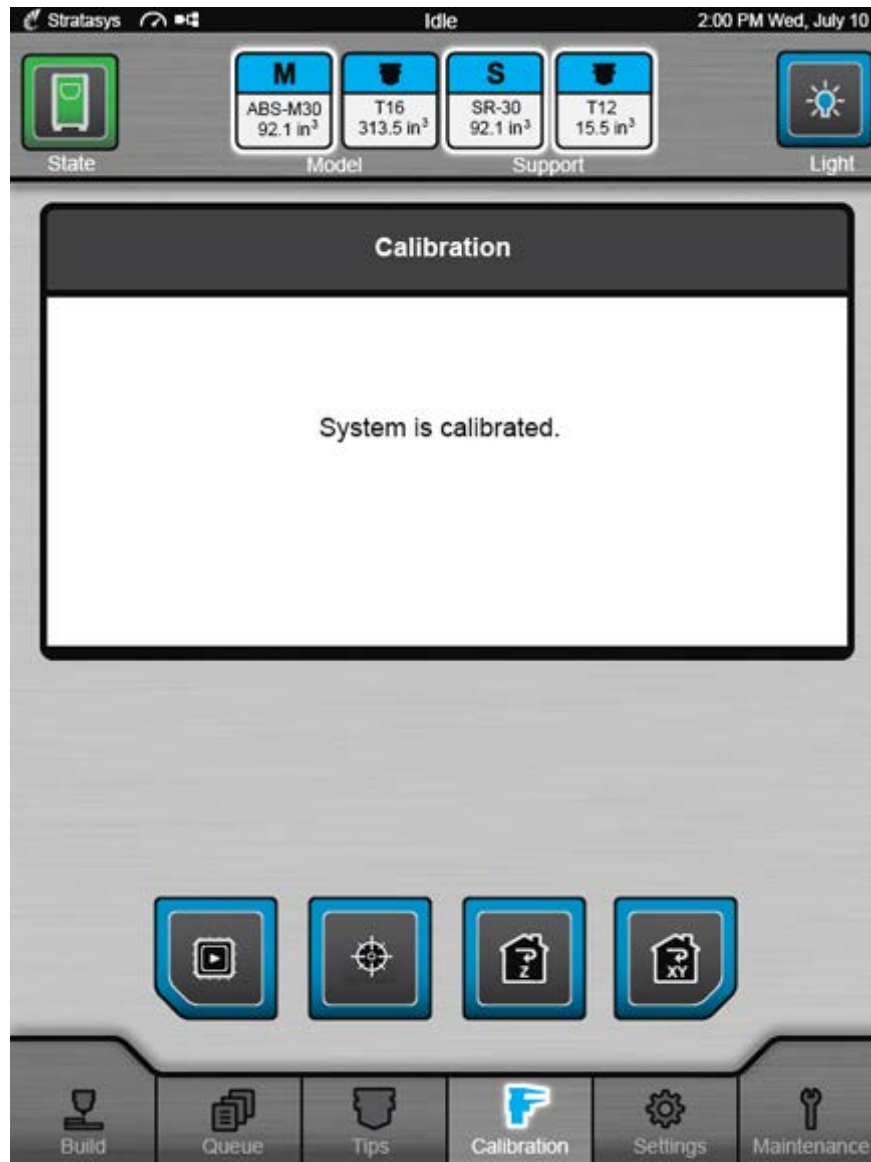 Stratasys Idle 2:00 PM Wed, July 10
M S
ABS-M30 T16 SR-30 T12
92.1 in³ 313.5 in³ 92.1 in³ 15.5 in³
State Model Support Light
Calibration
System is calibrated.
Z XY
Build Queue Tips Calibration Settings Maintenance